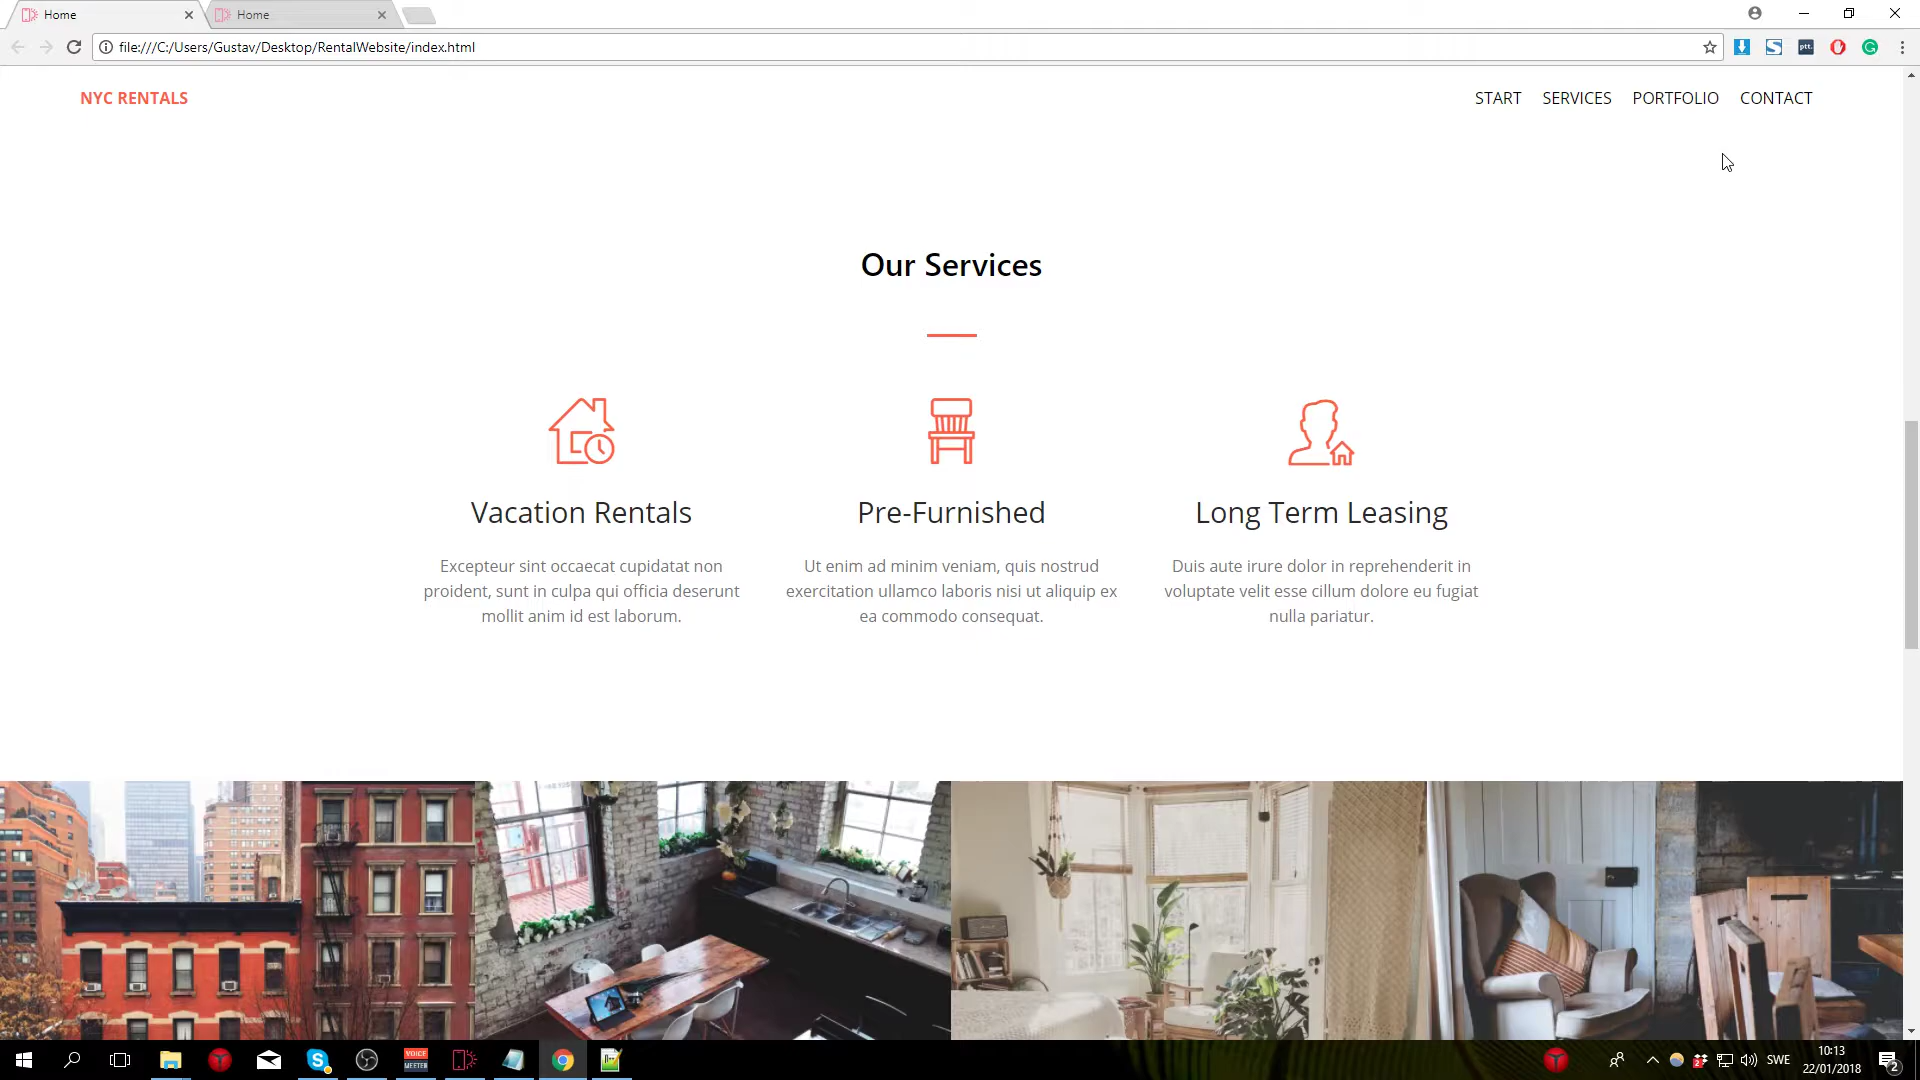 Home
Home
file:///C:/Users/Gustav/Desktop/RentalWebsite/index.html
ptt.
NYC RENTALS
START SERVICES PORTFOLIO CONTACT
Our Services
Vacation Rentals
Excepteur sint occaecat cupidatat non
proident, sunt in culpa qui officia deserunt
mollit anim id est laborum.
Pre-Furnished
Ut enim ad minim veniam, quis nostrud
exercitation ullamco laboris nisi ut aliquip ex
ea commodo consequat.
Long Term Leasing
Duis aute irure dolor in reprehenderit in
voluptate velit esse cillum dolore eu fugiat
nulla pariatur.
VOICE
MEETER
SWE
10:13
22/01/2018
2